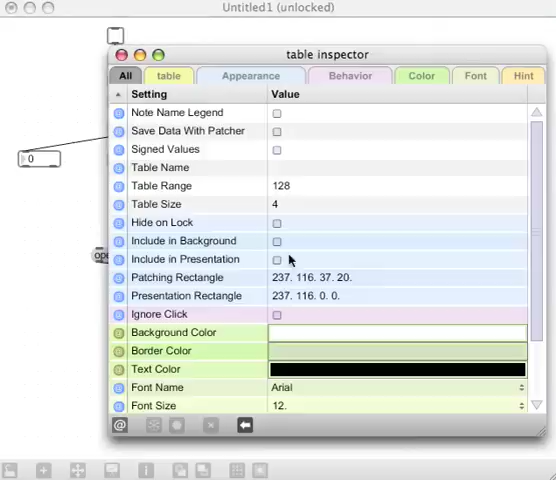 Untitled1 (unlocked)
table inspector
All table Appearance Behavior Color Font Hint
Setting Value
Note Name Legend
Save Data With Patcher
Signed Values
Table Name
Table Range 128
Table Size 4
Hide on Lock
Include in Background
Include in Presentation
Patching Rectangle 237. 116. 37. 20.
Presentation Rectangle 237. 116. 0. 0.
Ignore Click
Background Color
Border Color
Text Color
Font Name Arial
Font Size 12.
0